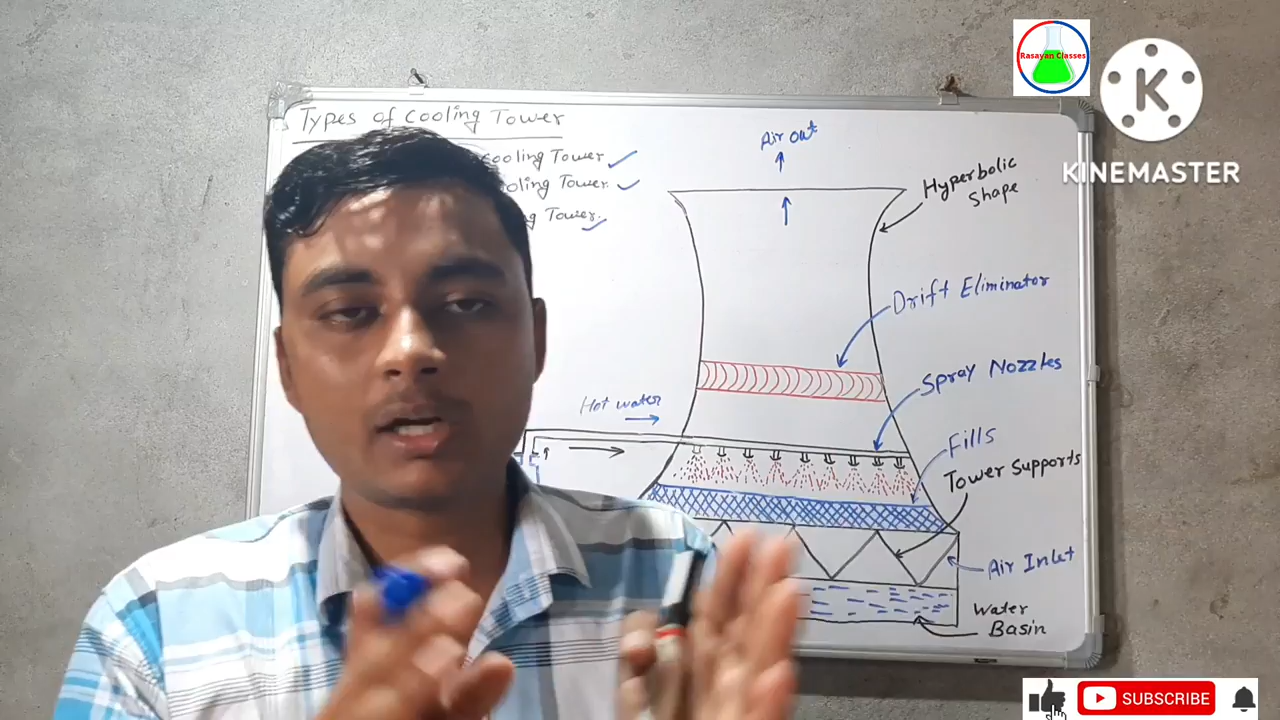 Types of Cooling Tower
cooling Tower
oling Tower
g Tower.
Air out
Hyperbolic
Shape
Drift Eliminator
Spray Nozzles
Hot water
Fills
Tower Supports
Air Inlet
Water
Basin
Rasayan Classes
K
KINEMASTER
SUBSCRIBE